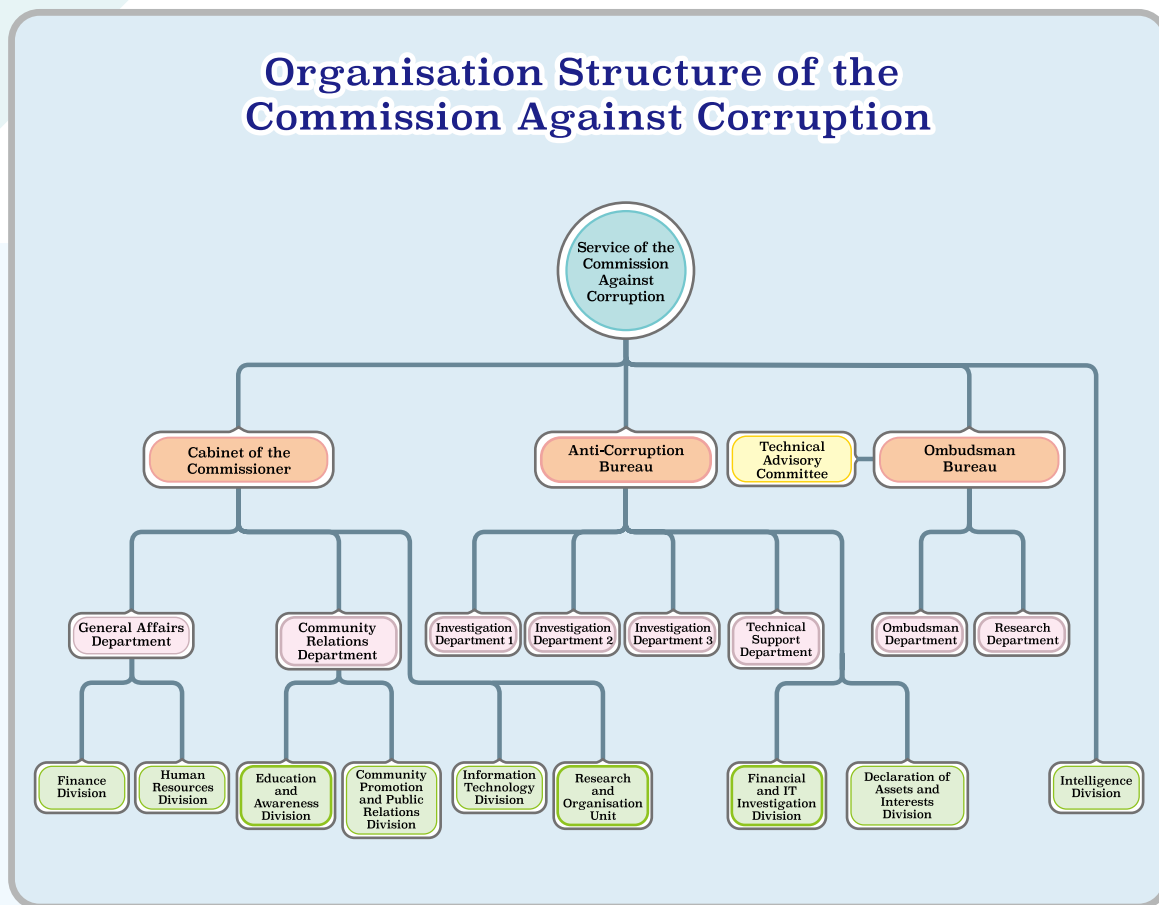 Organisation Structure of the
Commission Against Corruption
Service of the
Commission
Against
Corruption
Cabinet of the
Commissioner
Anti-Corruption
Bureau
Technical
Advisory
Committee
Ombudsman
Bureau
General Affairs
Department
Community
Relations
Department
Investigation
Department 1
Investigation
Department 2
Investigation
Department 3
Technical
Support
Department
Ombudsman
Department
Research
Department
Finance
Division
Human
Resources
Division
Education
and
Awareness
Division
Community
Promotion
and Public
Relations
Division
Information
Technology
Division
Research
and
Organisation
Unit
Financial
and IT
Investigation
Division
Declaration of
Assets and
Interests
Division
Intelligence
Division